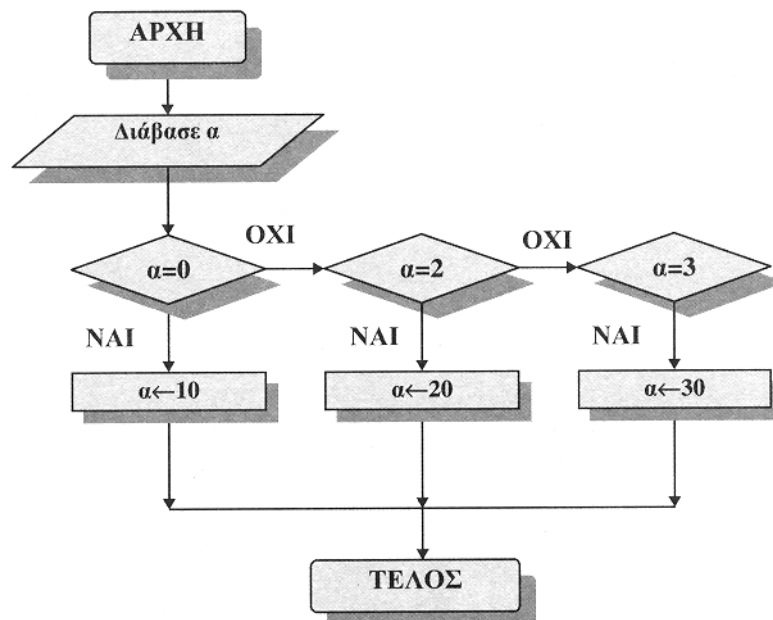 ΑΡΧΗ
Διάβασε α
ΟΧΙ
ΟΧΙ
α=0
α=2
α=3
ΝΑΙ
ΝΑΙ
ΝΑΙ
α←10
α←20
α←30
ΤΕΛΟΣ